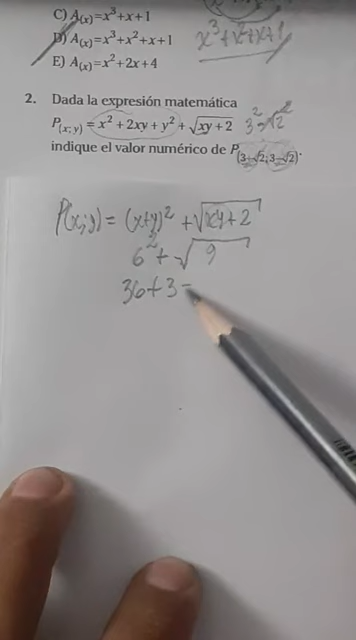 C) A(x)=x³+x+1
D) A(x)=x³+x²+x+1
E) A(x)=x²+2x+4
x³+x²+x+1
2. Dada la expresión matemática
P(x; y) = x² + 2xy + y² + √xy + 2 3² - √2²
indique el valor numérico de P(3+√2; 3-√2).
P(x;y) = (x+y)² + √xy+2
6² + √9
36+3=